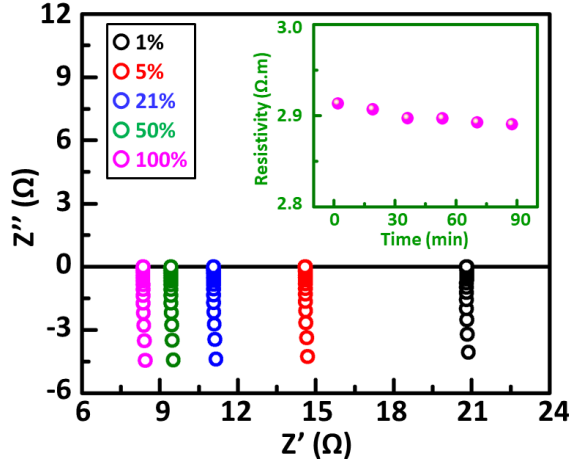 12
9
6
3
0
-3
-6
Z'' (Ω)
1%
5%
21%
50%
100%
3.0
2.9
2.8
Resistivity (Ω.m)
0 30 60 90
Time (min)
6 9 12 15 18 21 24
Z' (Ω)